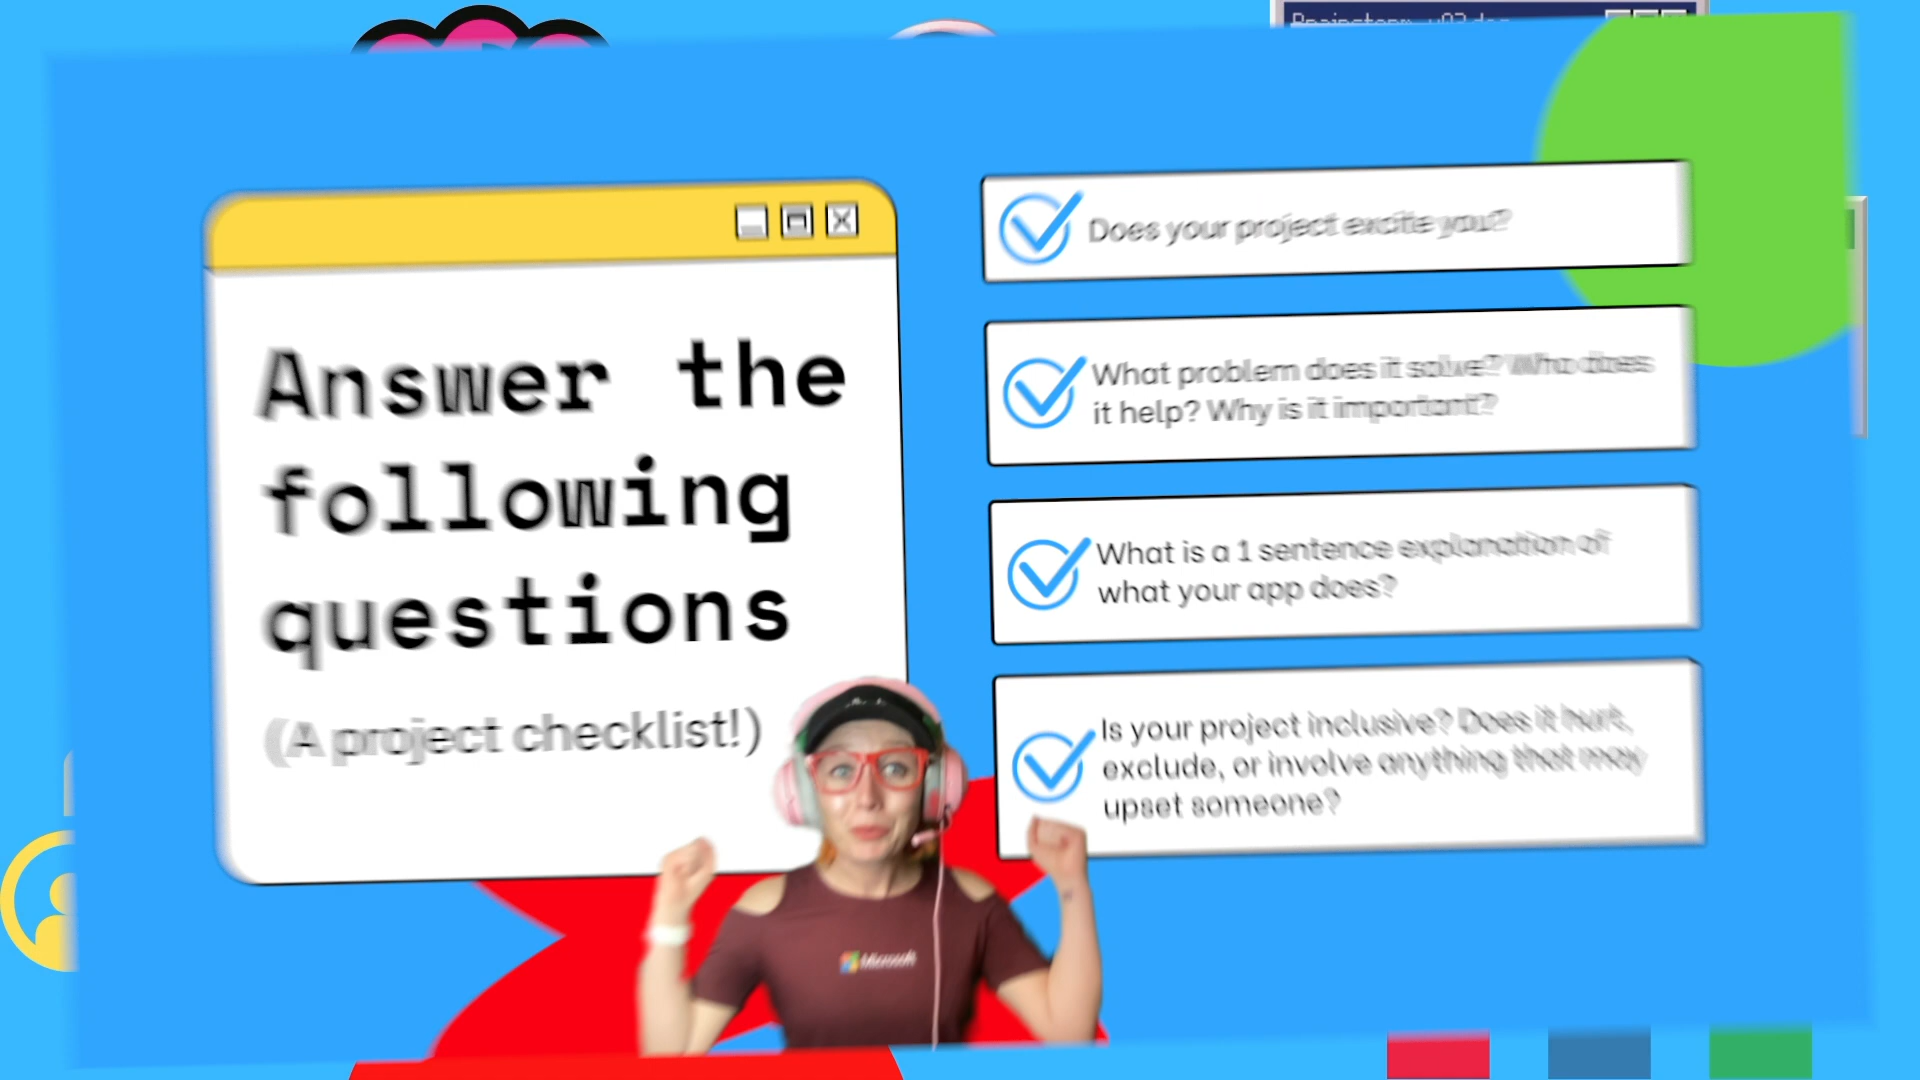 Answer the
following
questions
(A project checklist!)
Does your project excite you?
What problem does it solve? Who does
it help? Why is it important?
What is a 1 sentence explanation of
what your app does?
Is your project inclusive? Does it hurt,
exclude, or involve anything that may
upset someone?
Microsoft